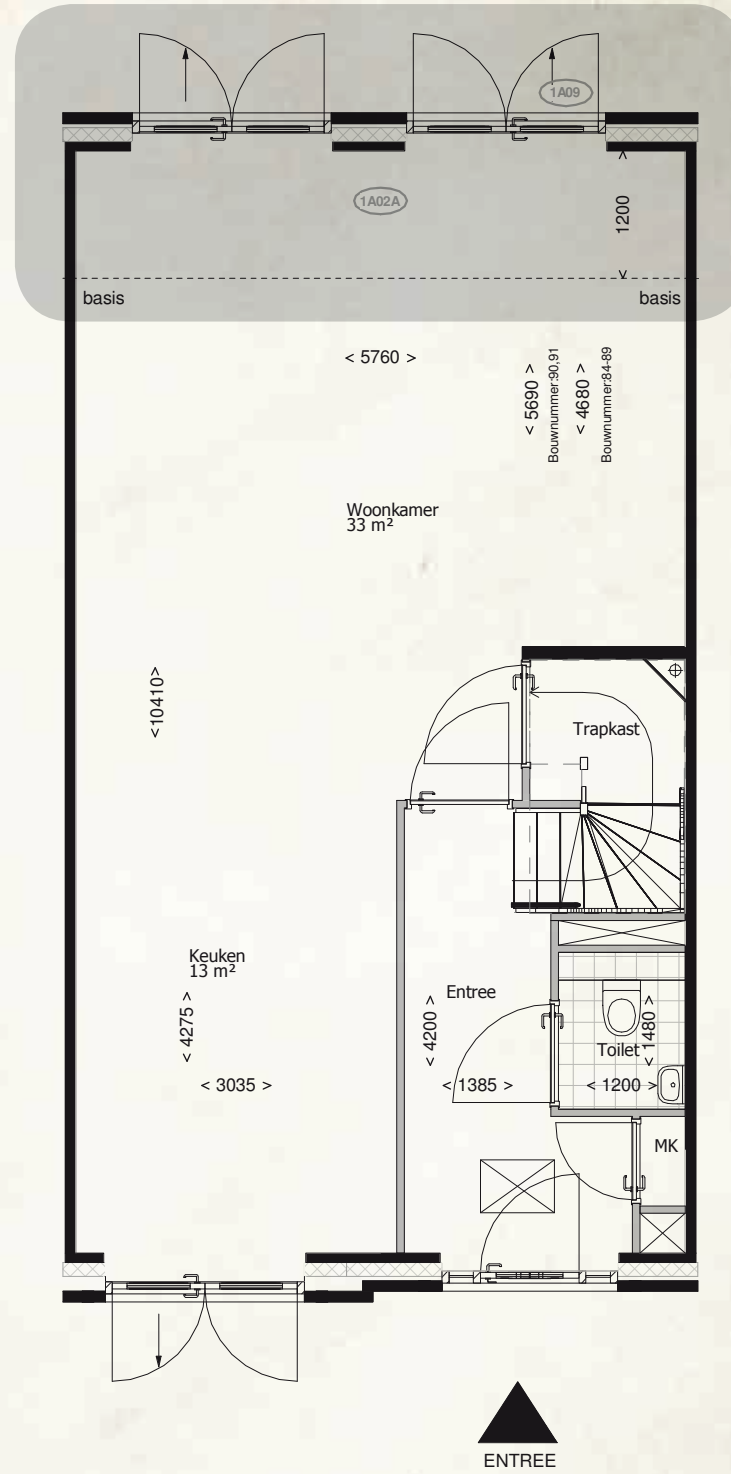 1A09
1A02A
1200
basis
basis
< 5760 >
< 5690 >
Bouwnummer:90,91
< 4680 >
Bouwnummer:84-89
Woonkamer
33 m²
<10410>
Trapkast
Keuken
13 m²
Entree
< 4275 >
< 4200 >
Toilet
<1480 >
< 3035 >
< 1385 >
< 1200 >
MK
ENTREE